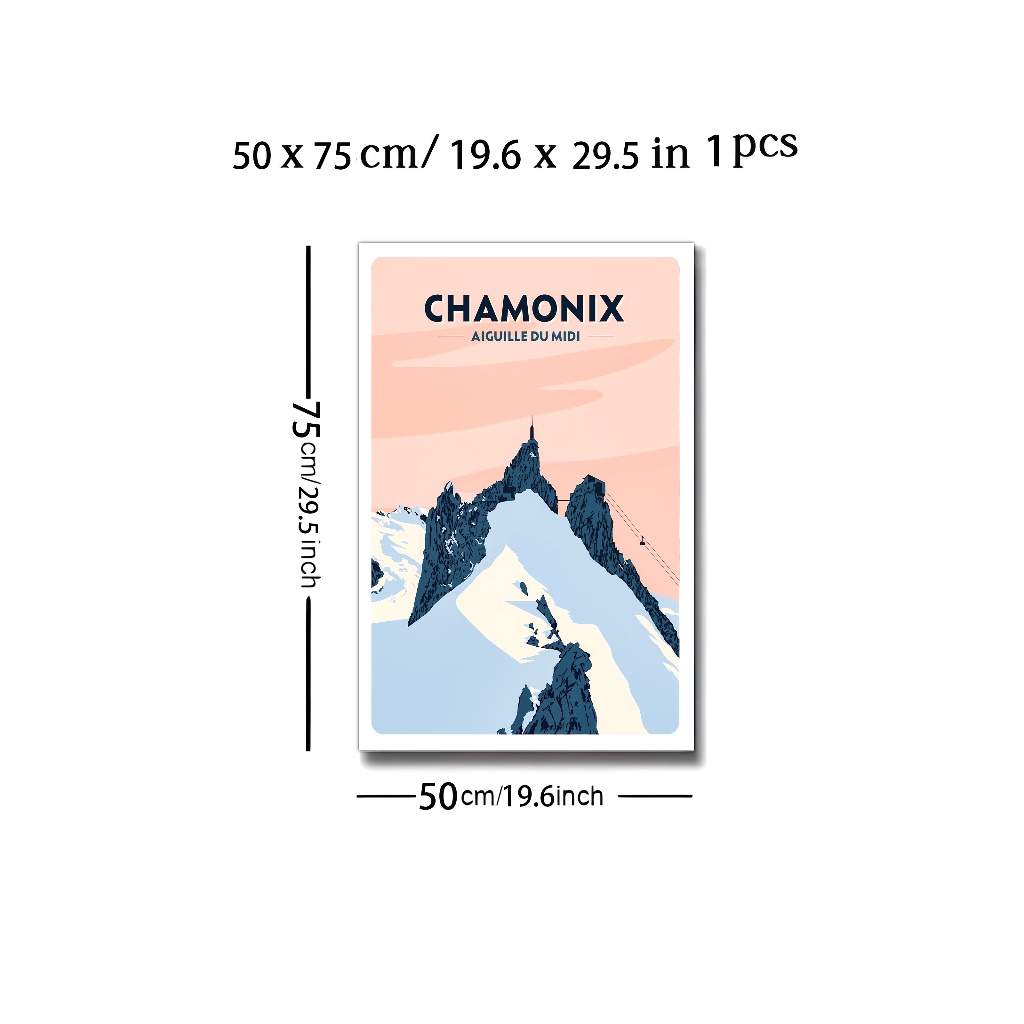 50 x 75 cm/ 19.6 x 29.5 in 1 pcs
CHAMONIX
AIGUILLE DU MIDI
75cm/29.5inch
50cm/19.6inch